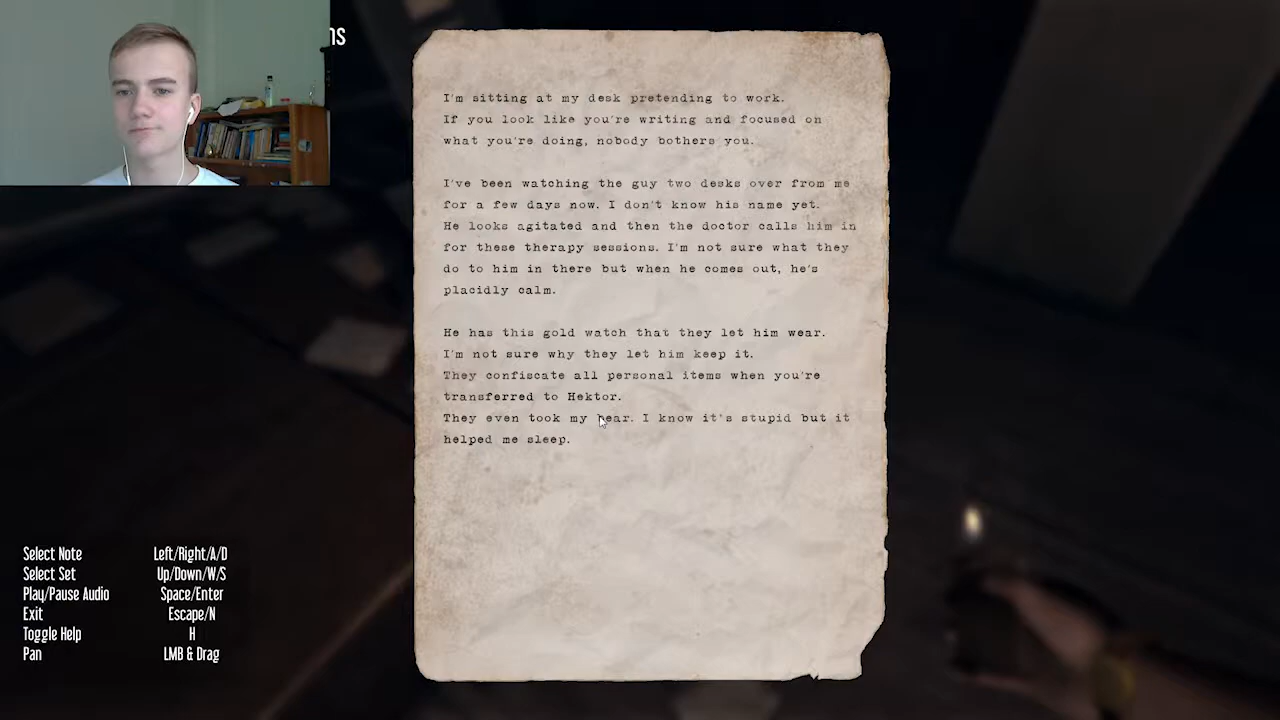 ns
I'm sitting at my desk pretending to work.
If you look like you're writing and focused on
what you're doing, nobody bothers you.
I've been watching the guy two desks over from me
for a few days now. I don't know his name yet.
He looks agitated and then the doctor calls him in
for these therapy sessions. I'm not sure what they
do to him in there but when he comes out, he's
placidly calm.
He has this gold watch that they let him wear.
I'm not sure why they let him keep it.
They confiscate all personal items when you're
transferred to Hektor.
They even took my bear. I know it's stupid but it
helped me sleep.
Select Note Left/Right/A/D
Select Set Up/Down/W/S
Play/Pause Audio Space/Enter
Exit Escape/N
Toggle Help H
Pan LMB & Drag